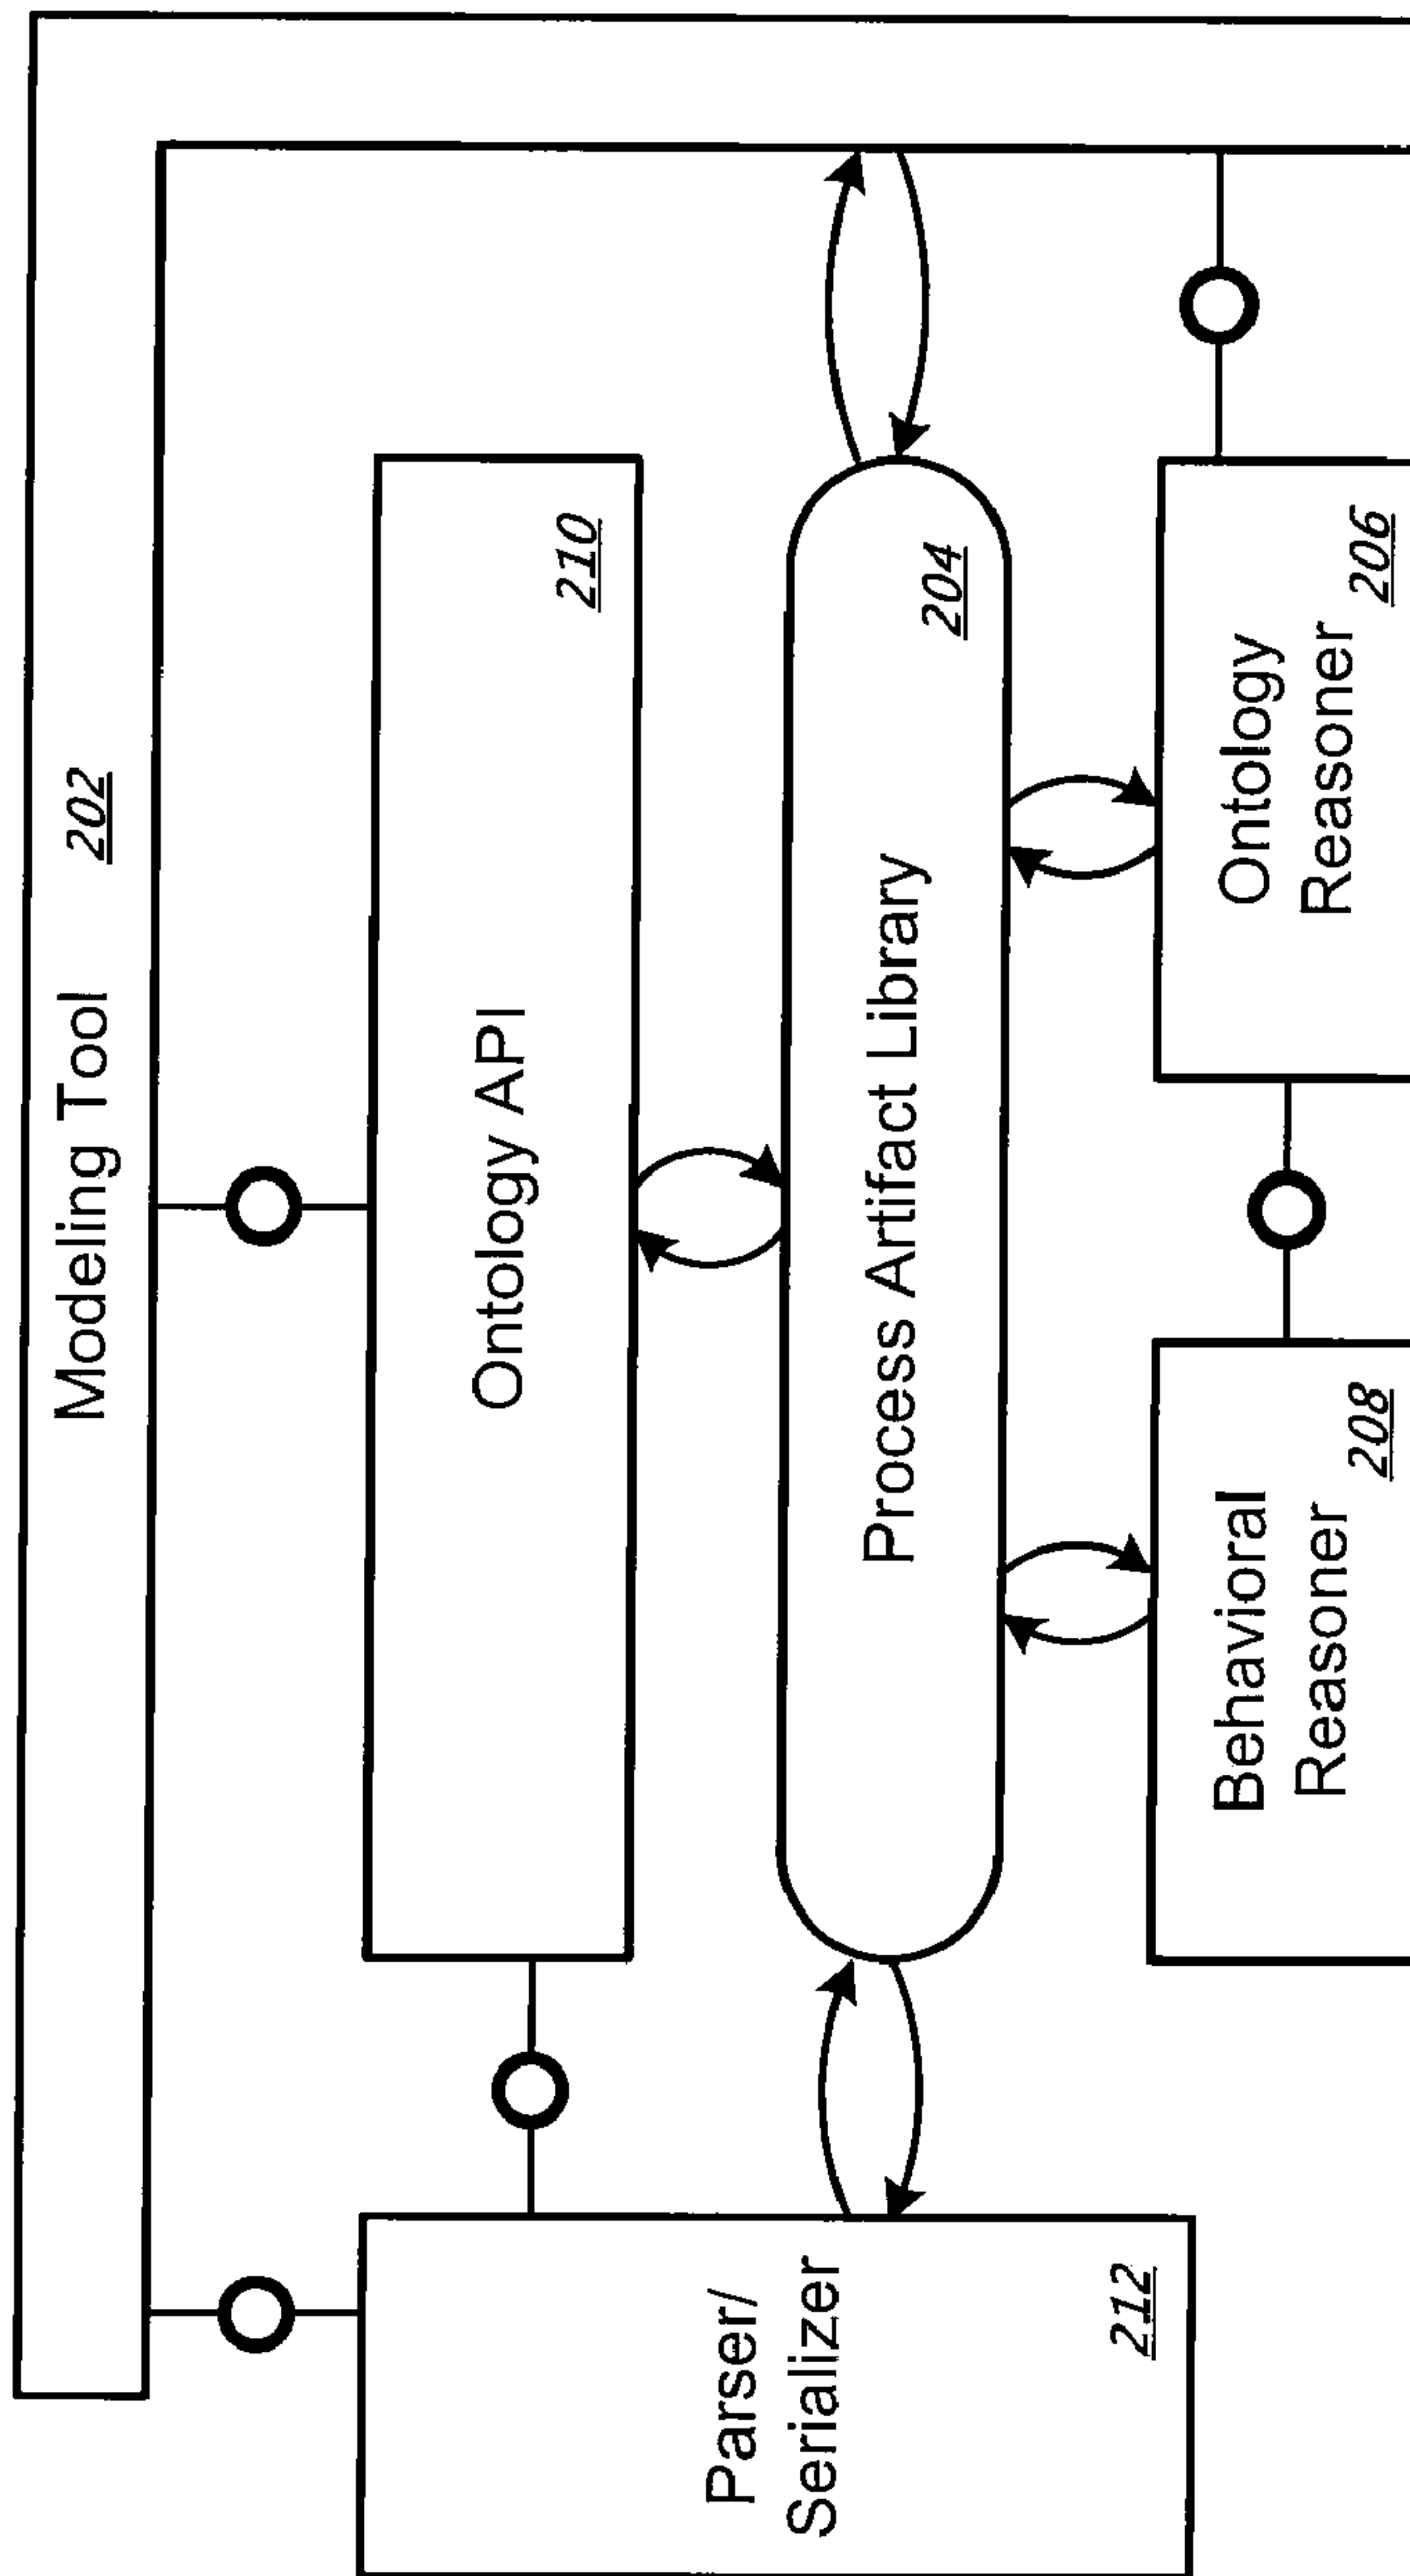 Modeling Tool 202
Ontology API
210
Process Artifact Library
204
Parser/
Serializer
212
Behavioral
Reasoner
208
Ontology
Reasoner
206